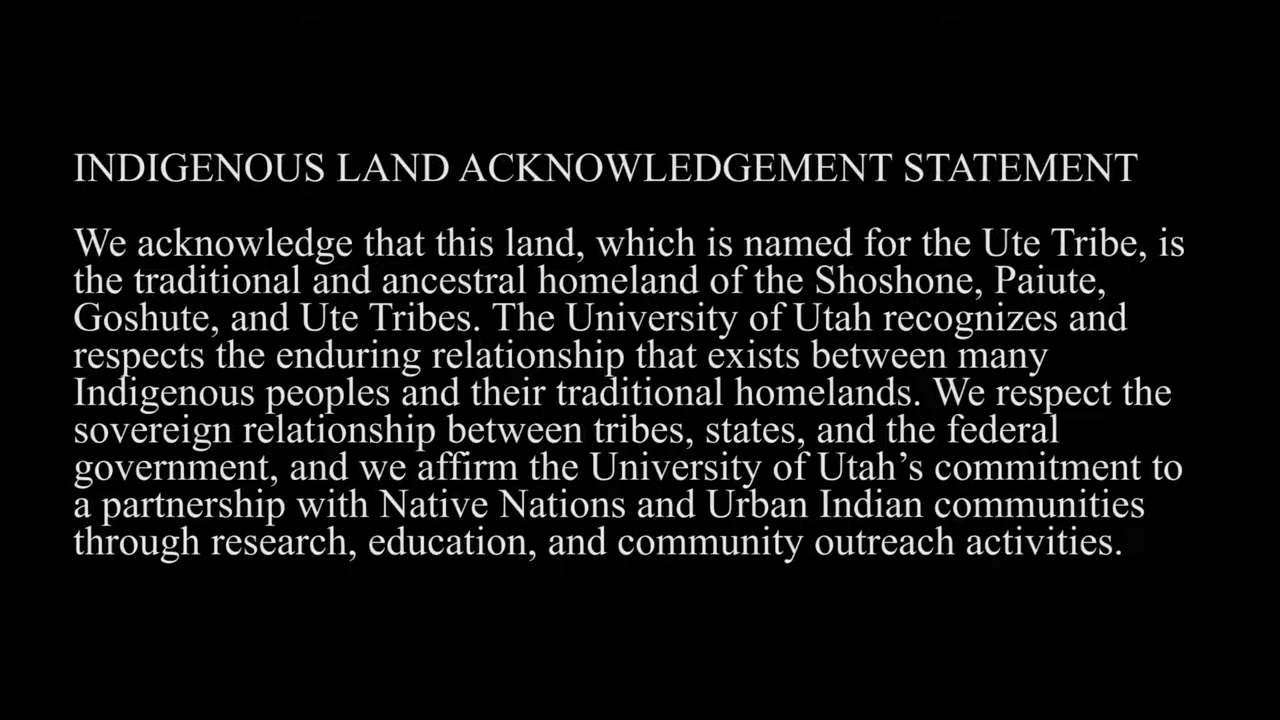 INDIGENOUS LAND ACKNOWLEDGEMENT STATEMENT
We acknowledge that this land, which is named for the Ute Tribe, is
the traditional and ancestral homeland of the Shoshone, Paiute,
Goshute, and Ute Tribes. The University of Utah recognizes and
respects the enduring relationship that exists between many
Indigenous peoples and their traditional homelands. We respect the
sovereign relationship between tribes, states, and the federal
government, and we affirm the University of Utah’s commitment to
a partnership with Native Nations and Urban Indian communities
through research, education, and community outreach activities.